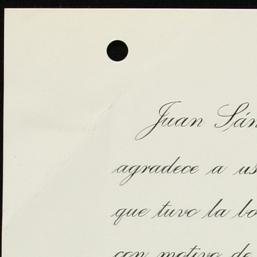 Juan Sán
agradece a us
que tuvo la bo
con motivo de